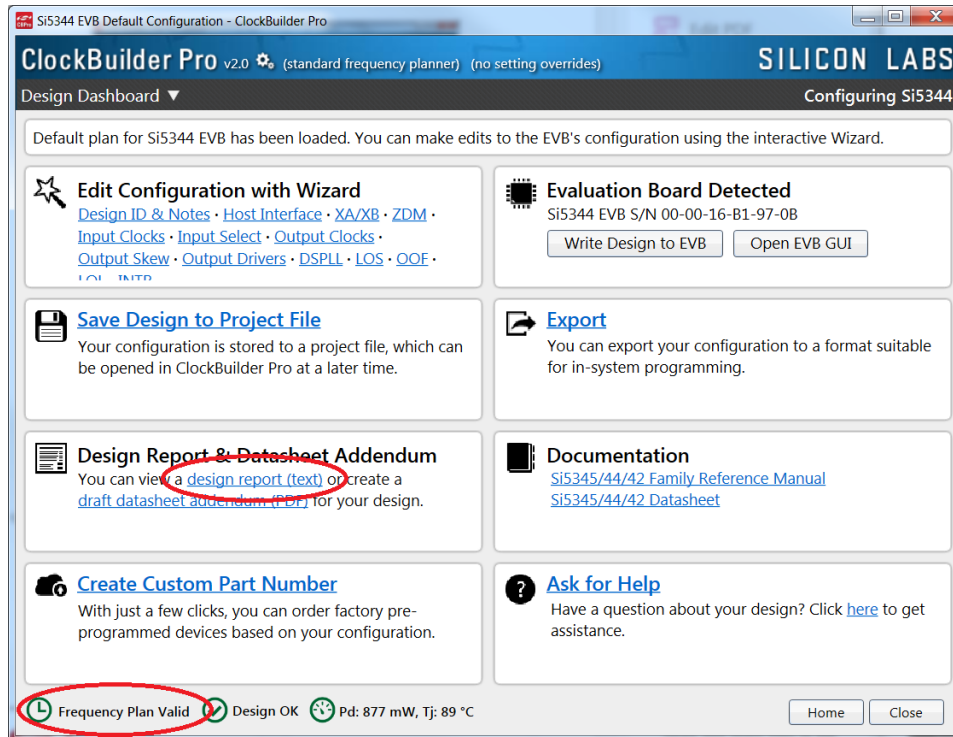 Si5344 EVB Default Configuration - ClockBuilder Pro
Edit PDF
ClockBuilder Pro v2.0 (standard frequency planner) (no setting overrides)
SILICON LABS
Design Dashboard ▼
Configuring Si5344
Default plan for Si5344 EVB has been loaded. You can make edits to the EVB's configuration using the interactive Wizard.
Edit Configuration with Wizard
Design ID & Notes · Host Interface · XA/XB · ZDM ·
Input Clocks · Input Select · Output Clocks ·
Output Skew · Output Drivers · DSPLL · LOS · OOF ·
LOL · INTR
Evaluation Board Detected
Si5344 EVB S/N 00-00-16-B1-97-0B
Write Design to EVB
Open EVB GUI
Save Design to Project File
Your configuration is stored to a project file, which can
be opened in ClockBuilder Pro at a later time.
Export
You can export your configuration to a format suitable
for in-system programming.
Design Report & Datasheet Addendum
You can view a design report (text) or create a
draft datasheet addendum (PDF) for your design.
Documentation
Si5345/44/42 Family Reference Manual
Si5345/44/42 Datasheet
Create Custom Part Number
With just a few clicks, you can order factory pre-
programmed devices based on your configuration.
Ask for Help
Have a question about your design? Click here to get
assistance.
Frequency Plan Valid
Design OK
Pd: 877 mW, Tj: 89 °C
Home
Close